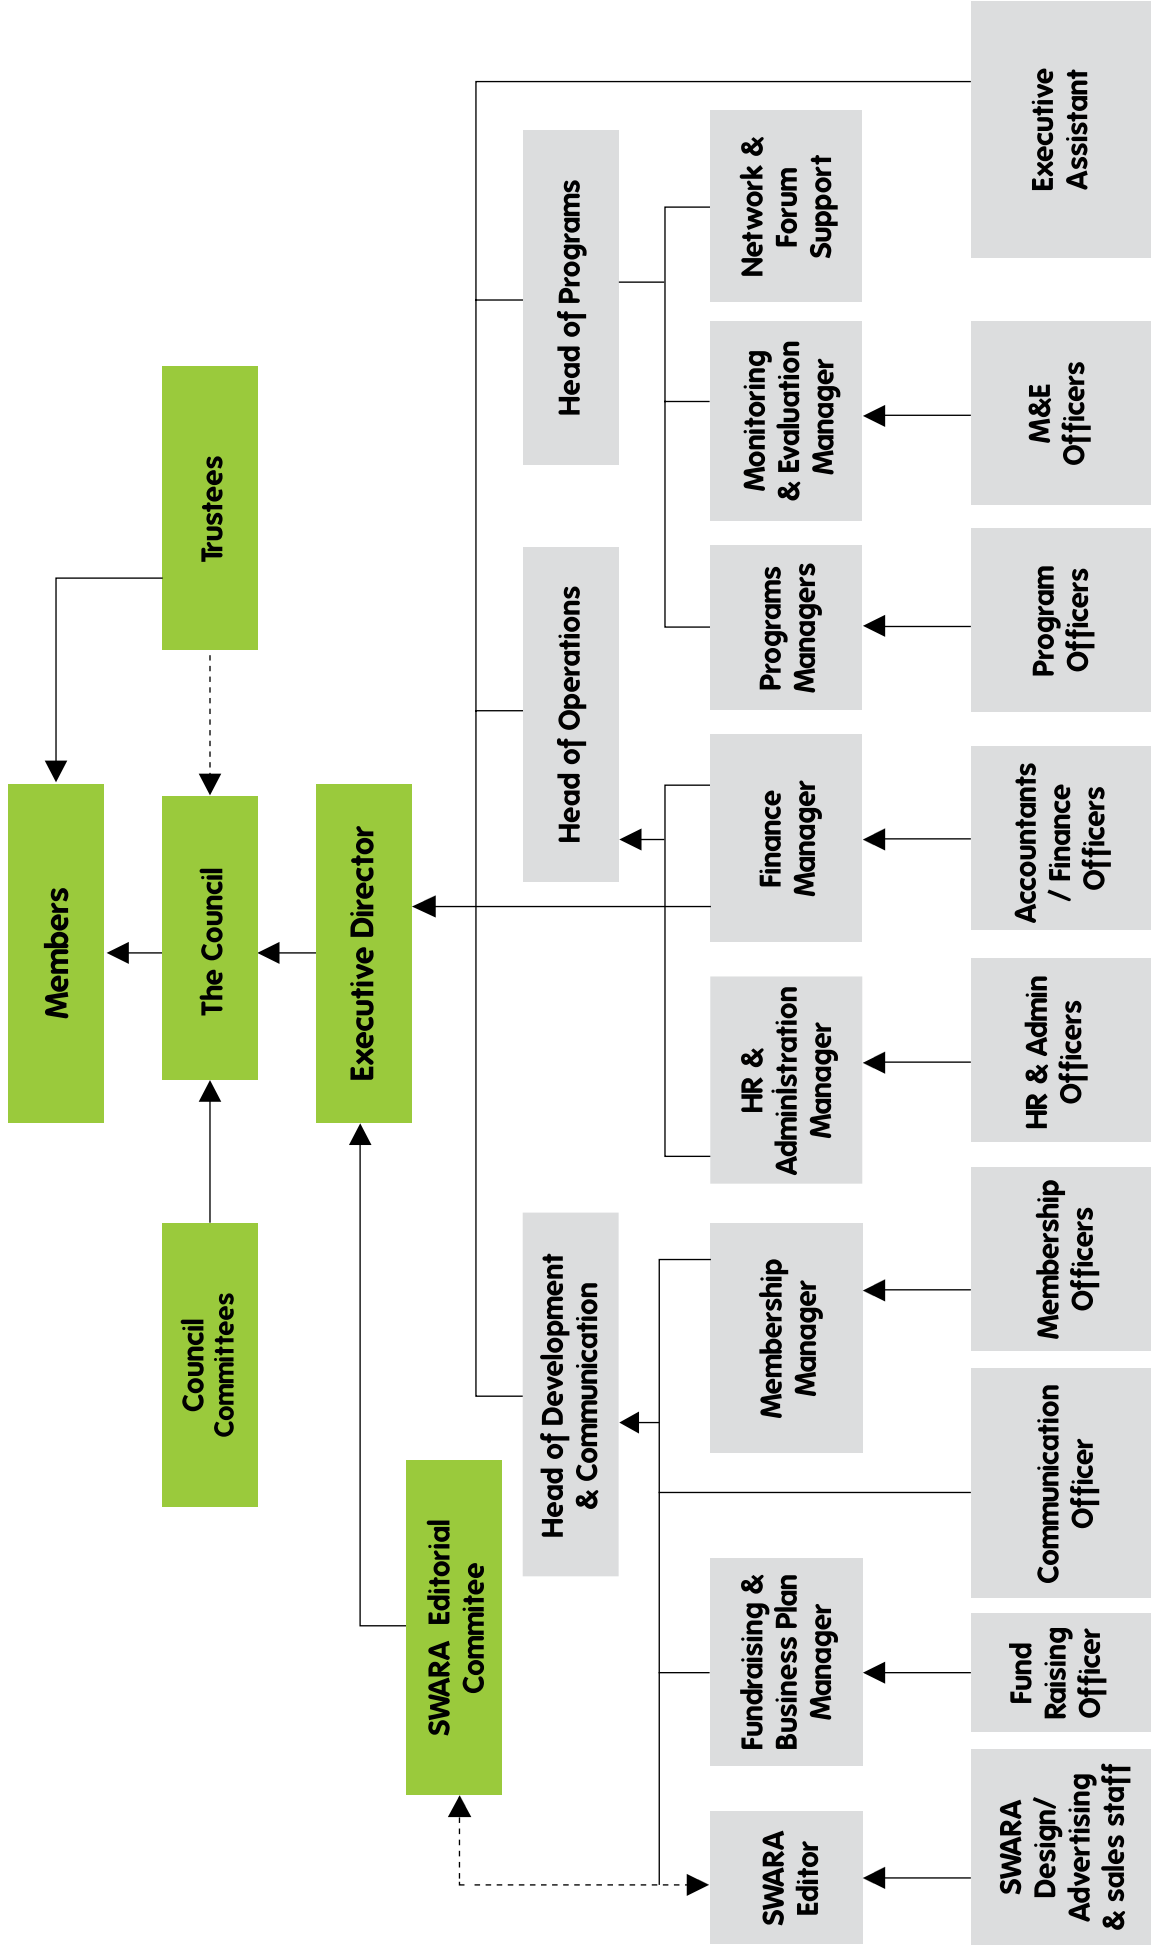 Members
Council
Committees
The Council
Trustees
Executive Director
SWARA Editorial
Commitee
Head of Development
& Communication
Head of Operations
Head of Programs
SWARA
Editor
Fundraising &
Business Plan
Manager
Membership
Manager
HR &
Administration
Manager
Finance
Manager
Programs
Managers
Monitoring
& Evaluation
Manager
Network &
Forum
Support
SWARA
Design/
Advertising
& sales staff
Fund
Raising
Officer
Communication
Officer
Membership
Officers
HR & Admin
Officers
Accountants
/ Finance
Officers
Program
Officers
M&E
Officers
Executive
Assistant